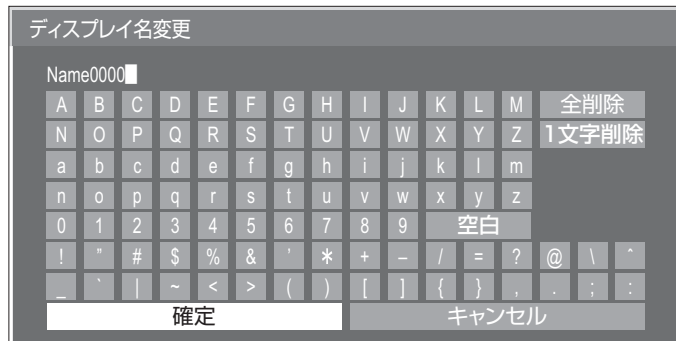 ディスプレイ名変更
Name0000
A B C D E F G H I J K L M 全削除
N O P Q R S T U V W X Y Z 1文字削除
a b c d e f g h i j k l m
n o p q r s t u v w x y z
0 1 2 3 4 5 6 7 8 9 空白
! " # $ % & ' * + – / = ? @ \ ^
_ ` | ~ < > ( ) [ ] { } , . ; :
確定 キャンセル